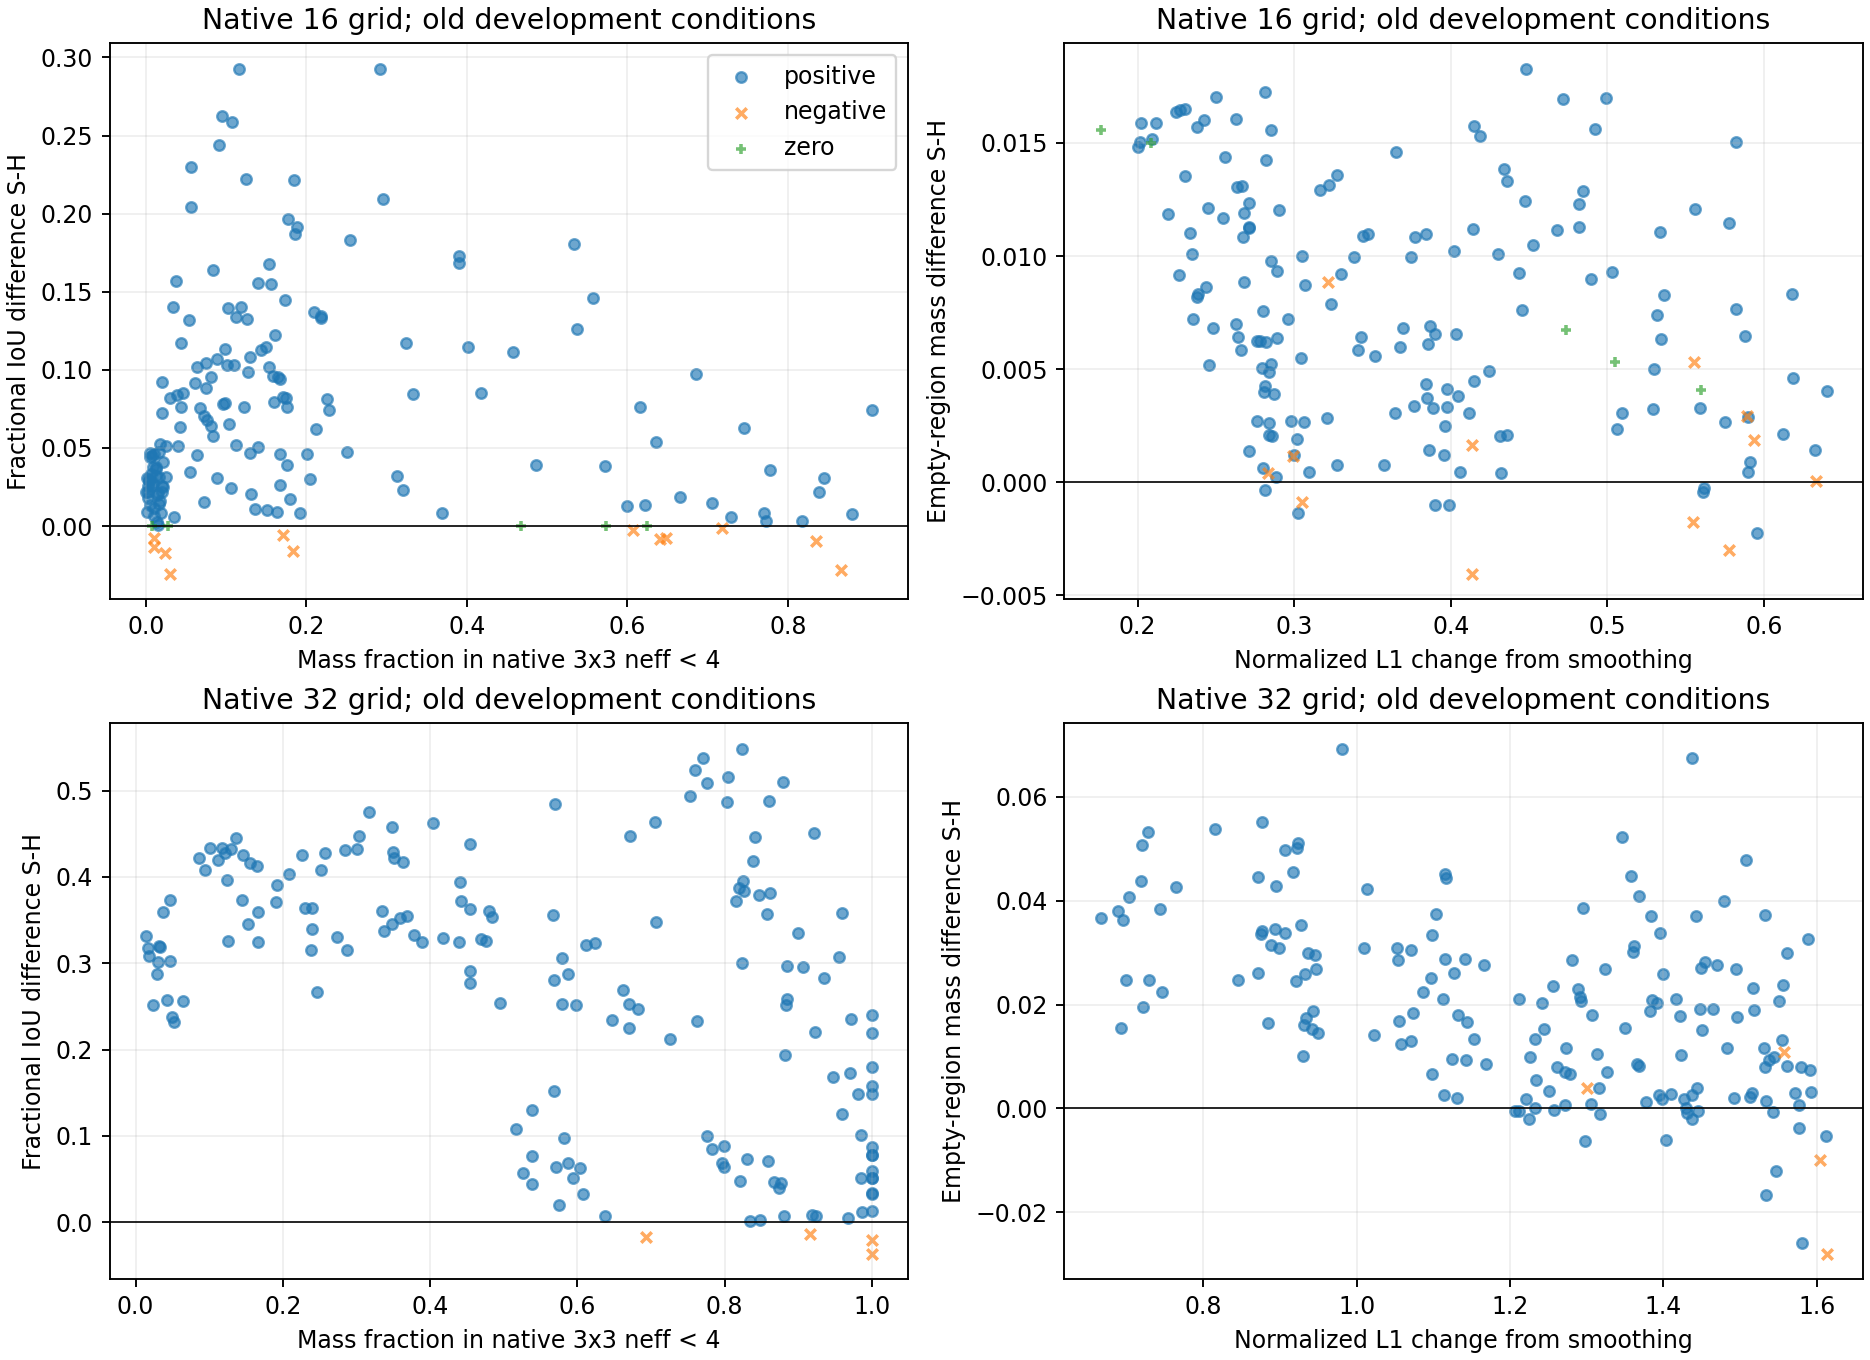 Native 16 grid; old development conditions
Fractional IoU difference S-H
0.30
0.25
0.20
0.15
0.10
0.05
0.00
positive
negative
zero
0.0 0.2 0.4 0.6 0.8
Mass fraction in native 3x3 neff < 4
Native 16 grid; old development conditions
Empty-region mass difference S-H
0.015
0.010
0.005
0.000
−0.005
0.2 0.3 0.4 0.5 0.6
Normalized L1 change from smoothing
Native 32 grid; old development conditions
Fractional IoU difference S-H
0.5
0.4
0.3
0.2
0.1
0.0
0.0 0.2 0.4 0.6 0.8 1.0
Mass fraction in native 3x3 neff < 4
Native 32 grid; old development conditions
Empty-region mass difference S-H
0.06
0.04
0.02
0.00
−0.02
0.8 1.0 1.2 1.4 1.6
Normalized L1 change from smoothing